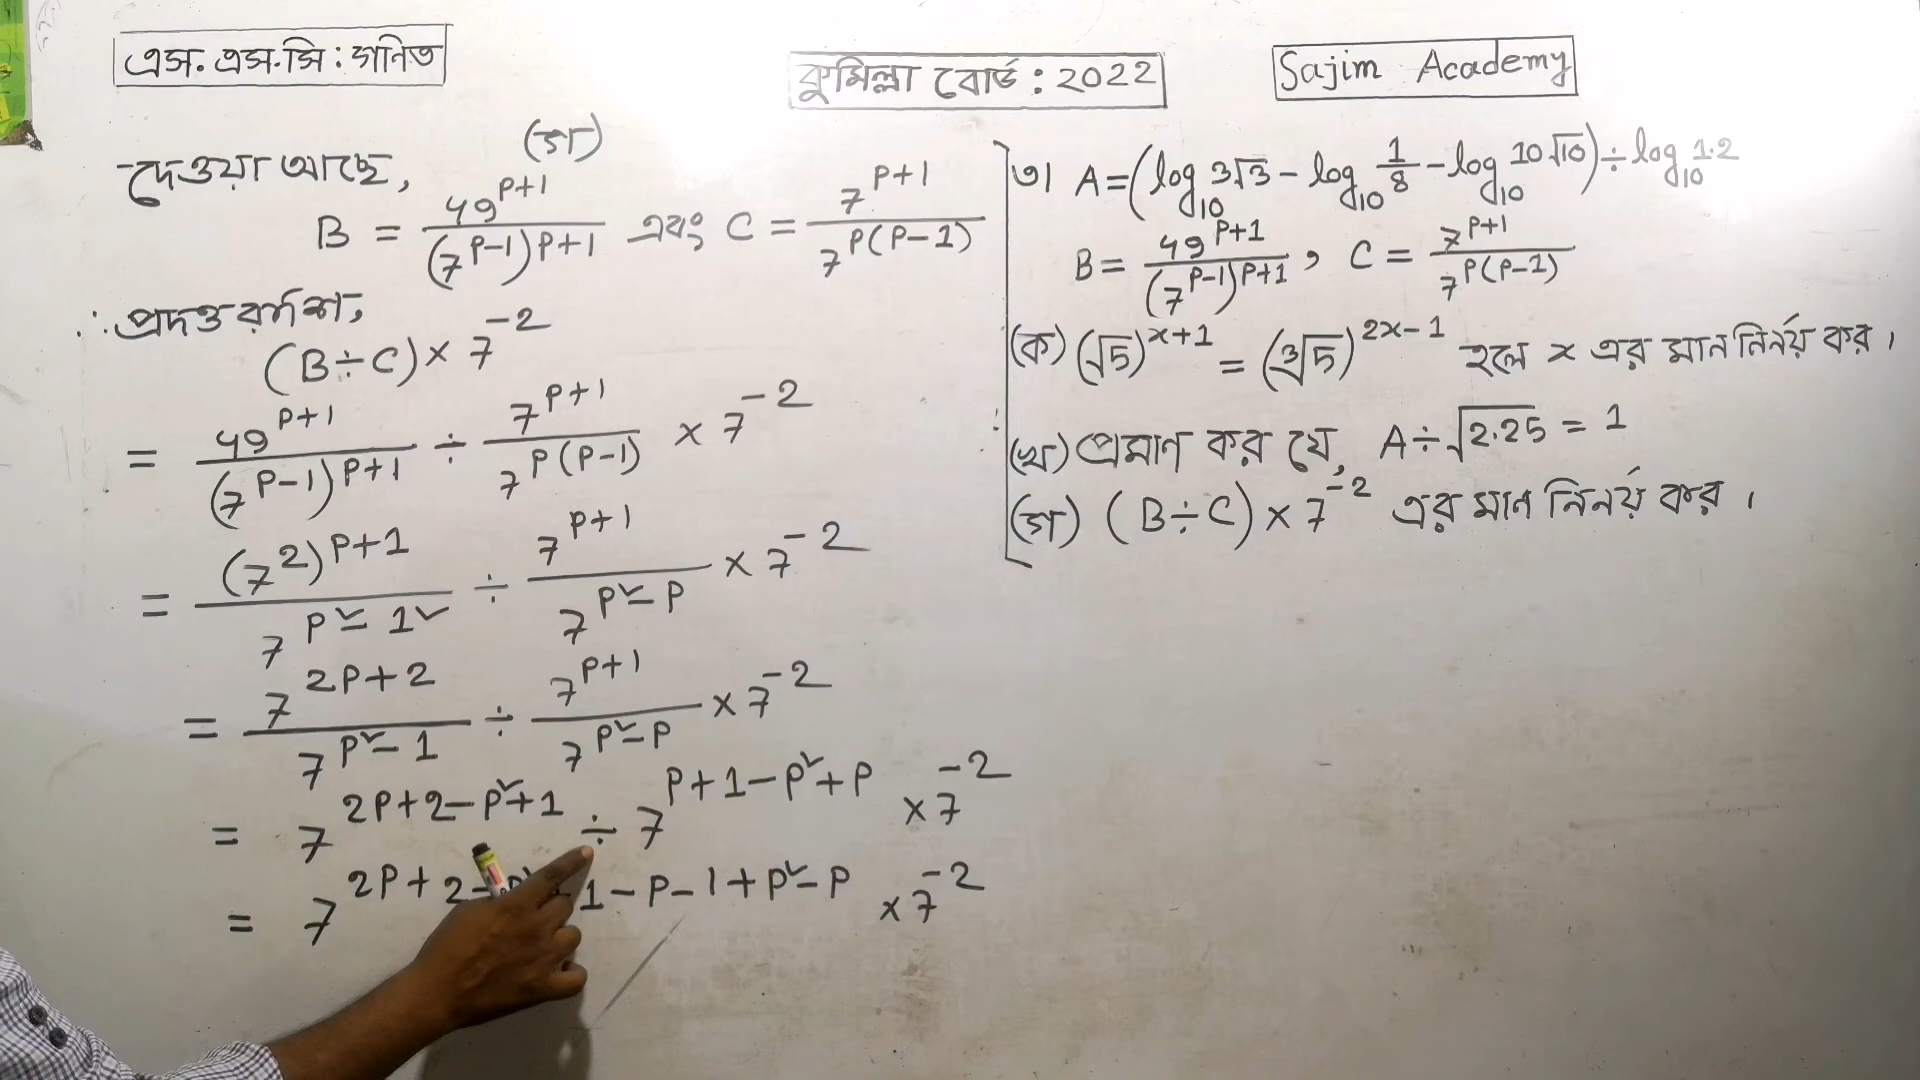 এস. এস.সি : গনিত
কুমিল্লা বোর্ড : 2022
Sajim Academy
(গ)
দেওয়া আছে,
B = 49^(P+1) / (7^(P-1))^(P+1) এবং C = 7^(P+1) / 7^(P(P-1))
∴ প্রদত্ত রাশি,
(B÷C) × 7^(-2)
= 49^(P+1) / (7^(P-1))^(P+1) ÷ 7^(P+1) / 7^(P(P-1)) × 7^(-2)
= (7^2)^(P+1) / 7^(P²-1²) ÷ 7^(P+1) / 7^(P²-P) × 7^(-2)
= 7^(2P+2) / 7^(P²-1) ÷ 7^(P+1) / 7^(P²-P) × 7^(-2)
= 7^(2P+2-P²+1) ÷ 7^(P+1-P²+P) × 7^(-2)
= 7^(2P+2-P²+1-P-1+P²-P) × 7^(-2)
৩। A = (log₁₀ 3√3 - log₁₀ 1/8 - log₁₀ 10√10) ÷ log₁₀ 1.2
B = 49^(P+1) / (7^(P-1))^(P+1) , C = 7^(P+1) / 7^(P(P-1))
(ক) (√5)^(x+1) = (∛5)^(2x-1) হলে x এর মান নির্নয় কর।
(খ) প্রমাণ কর যে, A ÷ √2.25 = 1
(গ) (B÷C) × 7^(-2) এর মান নির্নয় কর।